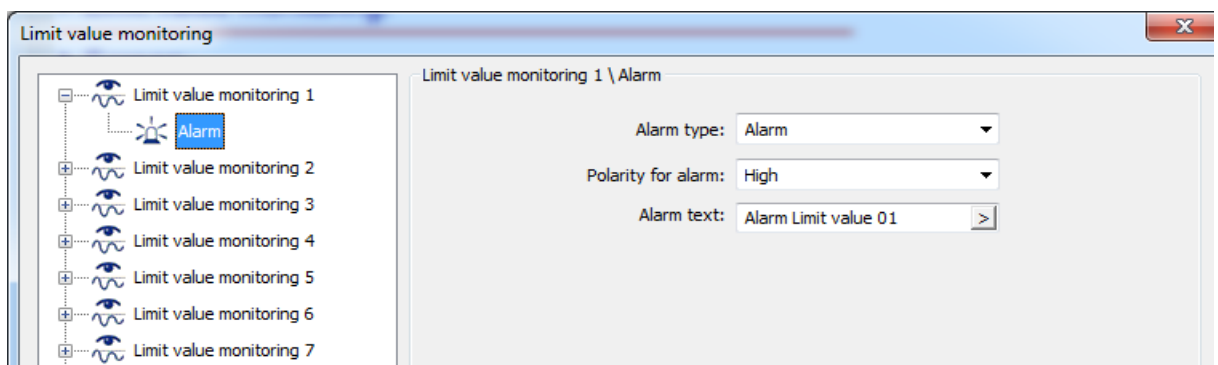 Limit value monitoring
Limit value monitoring 1
Alarm
Limit value monitoring 2
Limit value monitoring 3
Limit value monitoring 4
Limit value monitoring 5
Limit value monitoring 6
Limit value monitoring 7
Limit value monitoring 1 \ Alarm
Alarm type: Alarm
Polarity for alarm: High
Alarm text: Alarm Limit value 01 >